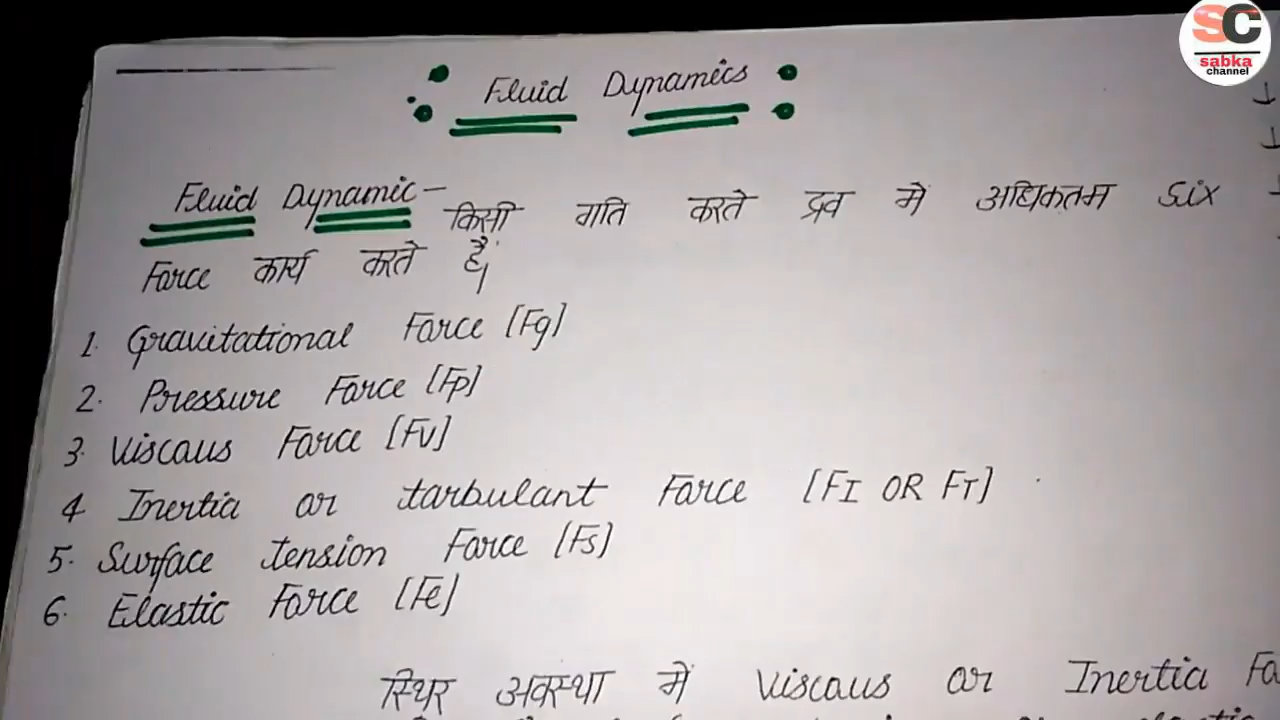 SC
sabka
channel
Fluid Dynamics
Fluid Dynamic- किसी गति करते द्रव में अधिकतम Six
Force कार्य करते हैं।
1. Gravitational Force [Fg]
2. Pressure Force [Fp]
3. Viscous Force [Fv]
4 Inertia or tarbulant Force [FI OR FT]
5. Surface tension Force [Fs]
6. Elastic Force [Fe]
स्थिर अवस्था में Viscous or Inertia